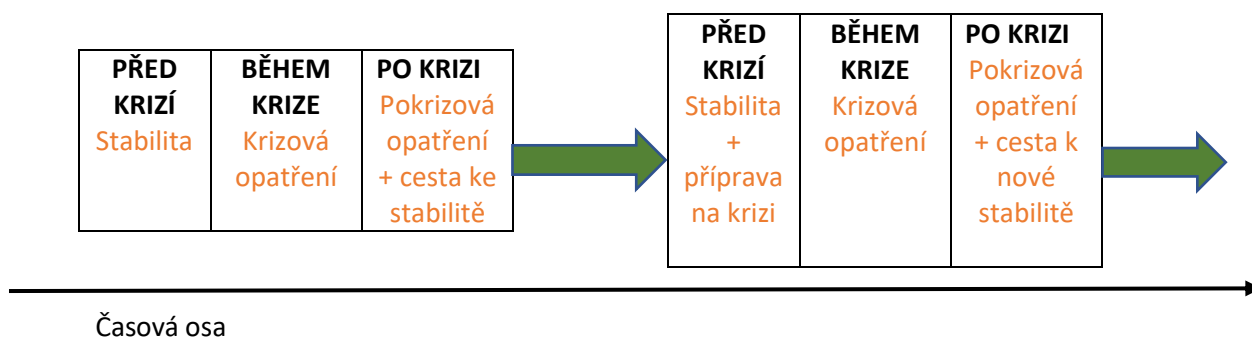 PŘED
KRIZÍ
Stabilita
BĚHEM
KRIZE
Krizová
opatření
PO KRIZI
Pokrizová
opatření
+ cesta ke
stabilitě
PŘED
KRIZÍ
Stabilita
+
příprava
na krizi
BĚHEM
KRIZE
Krizová
opatření
PO KRIZI
Pokrizová
opatření
+ cesta k
nové
stabilitě
Časová osa